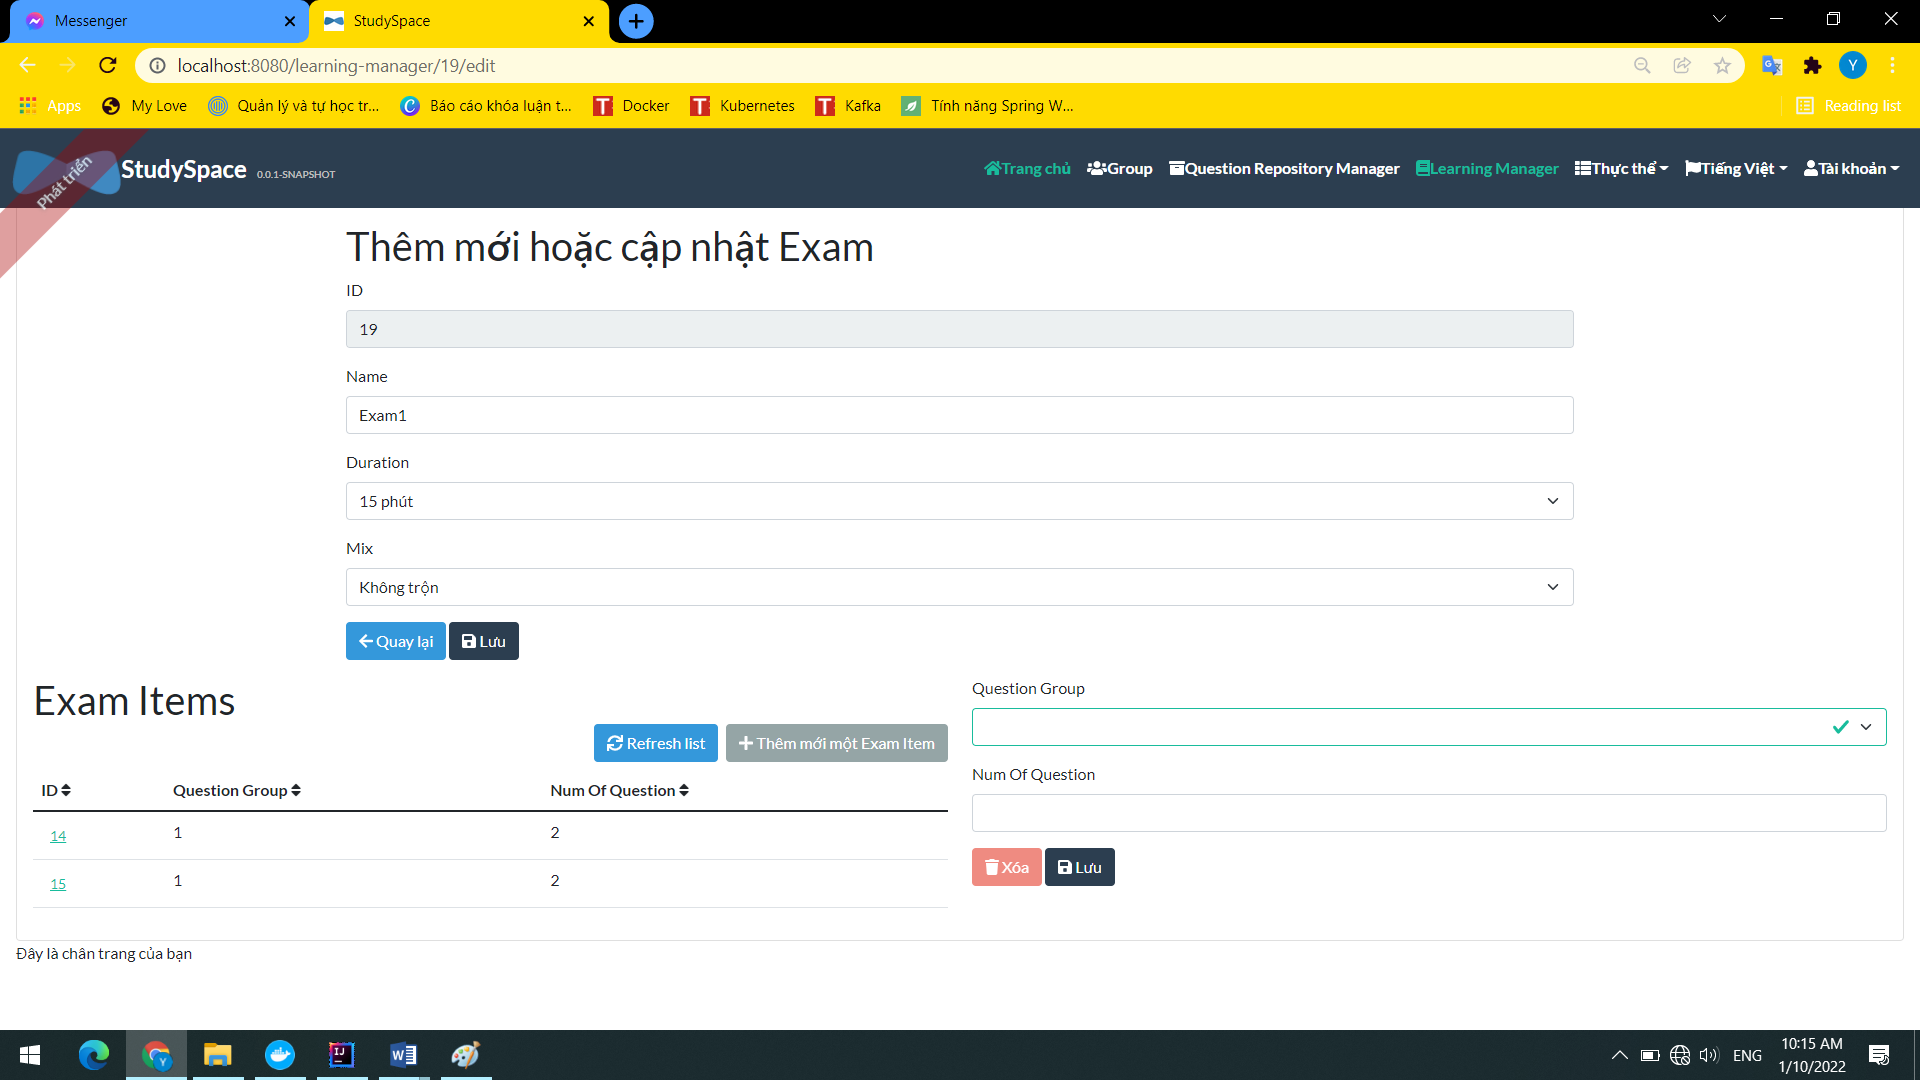 Messenger
StudySpace
localhost:8080/learning-manager/19/edit
Y
Apps
My Love
Quản lý và tự học tr...
Báo cáo khóa luận t...
Docker
Kubernetes
Kafka
Tính năng Spring W...
Reading list
Phát triển
StudySpace 0.0.1-SNAPSHOT
Trang chủ
Group
Question Repository Manager
Learning Manager
Thực thể
Tiếng Việt
Tài khoản
Thêm mới hoặc cập nhật Exam
ID
19
Name
Exam1
Duration
15 phút
Mix
Không trộn
Quay lại
Lưu
Exam Items
Refresh list
Thêm mới một Exam Item
ID Question Group Num Of Question
14 1 2
15 1 2
Question Group
Num Of Question
Xóa
Lưu
Đây là chân trang của bạn
ENG
10:15 AM
1/10/2022